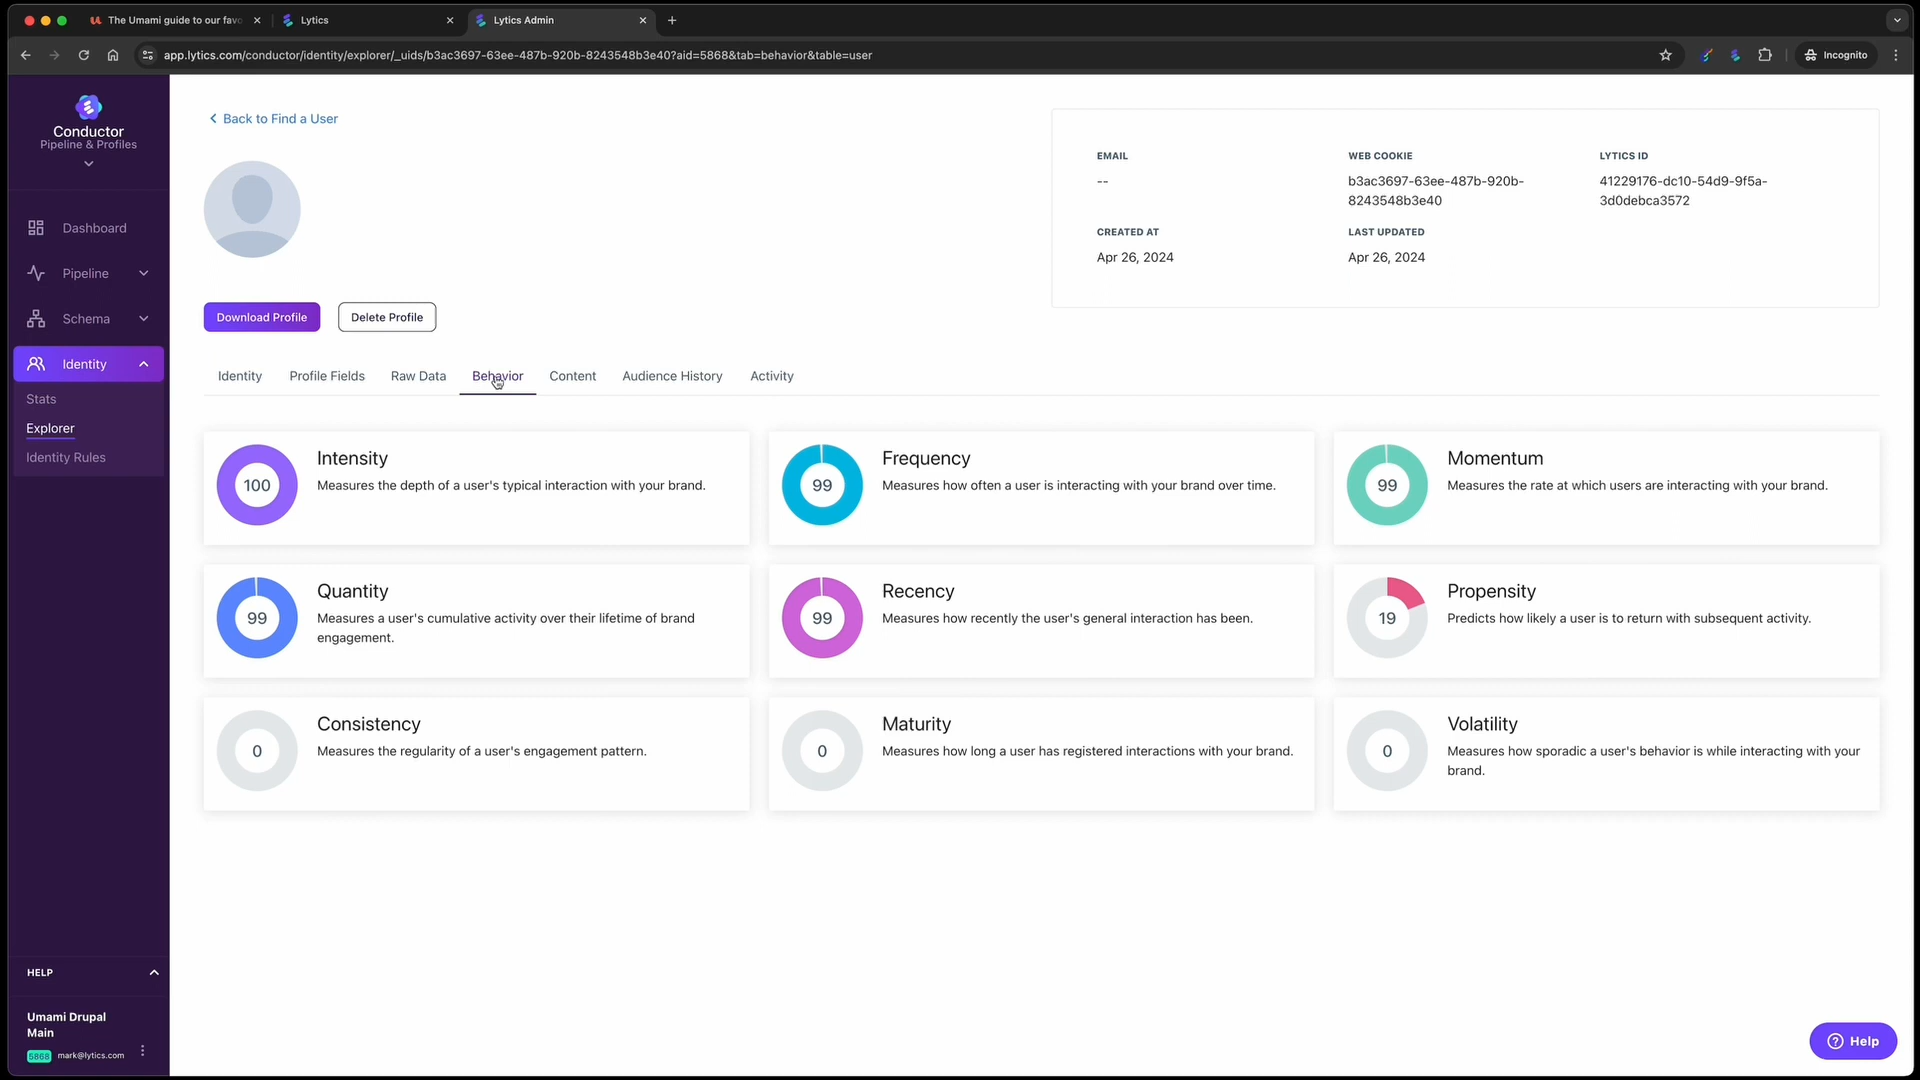 The Umami guide to our favo
Lytics
Lytics Admin
app.lytics.com/conductor/identity/explorer/_uids/b3ac3697-63ee-487b-920b-8243548b3e40?aid=5868&tab=behavior&table=user
Incognito
Conductor
Pipeline & Profiles
Dashboard
Pipeline
Schema
Identity
Stats
Explorer
Identity Rules
HELP
Umami Drupal
Main
5868 mark@lytics.com
Back to Find a User
EMAIL
--
WEB COOKIE
b3ac3697-63ee-487b-920b-
8243548b3e40
LYTICS ID
41229176-dc10-54d9-9f5a-
3d0debca3572
CREATED AT
Apr 26, 2024
LAST UPDATED
Apr 26, 2024
Download Profile
Delete Profile
Identity
Profile Fields
Raw Data
Behavior
Content
Audience History
Activity
100
Intensity
Measures the depth of a user's typical interaction with your brand.
99
Frequency
Measures how often a user is interacting with your brand over time.
99
Momentum
Measures the rate at which users are interacting with your brand.
99
Quantity
Measures a user's cumulative activity over their lifetime of brand
engagement.
99
Recency
Measures how recently the user's general interaction has been.
19
Propensity
Predicts how likely a user is to return with subsequent activity.
0
Consistency
Measures the regularity of a user's engagement pattern.
0
Maturity
Measures how long a user has registered interactions with your brand.
0
Volatility
Measures how sporadic a user's behavior is while interacting with your
brand.
Help